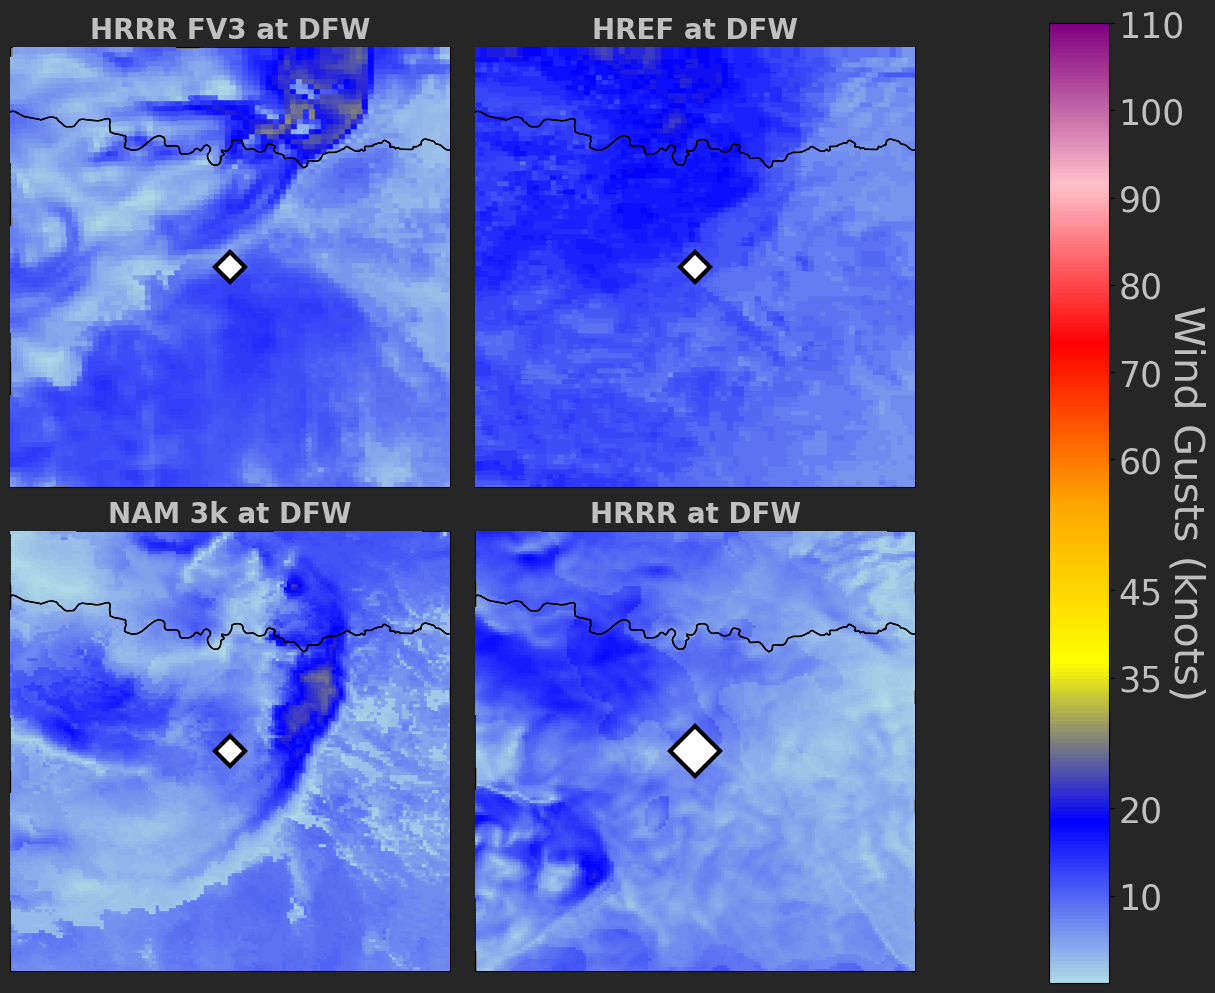 HRRR FV3 at DFW
HREF at DFW
NAM 3k at DFW
HRRR at DFW
110
100
90
80
70
60
45
35
20
10
Wind Gusts (knots)